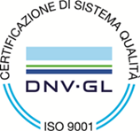 CERTIFICAZIONE DI SISTEMA QUALITÀ
DNV·GL
ISO 9001